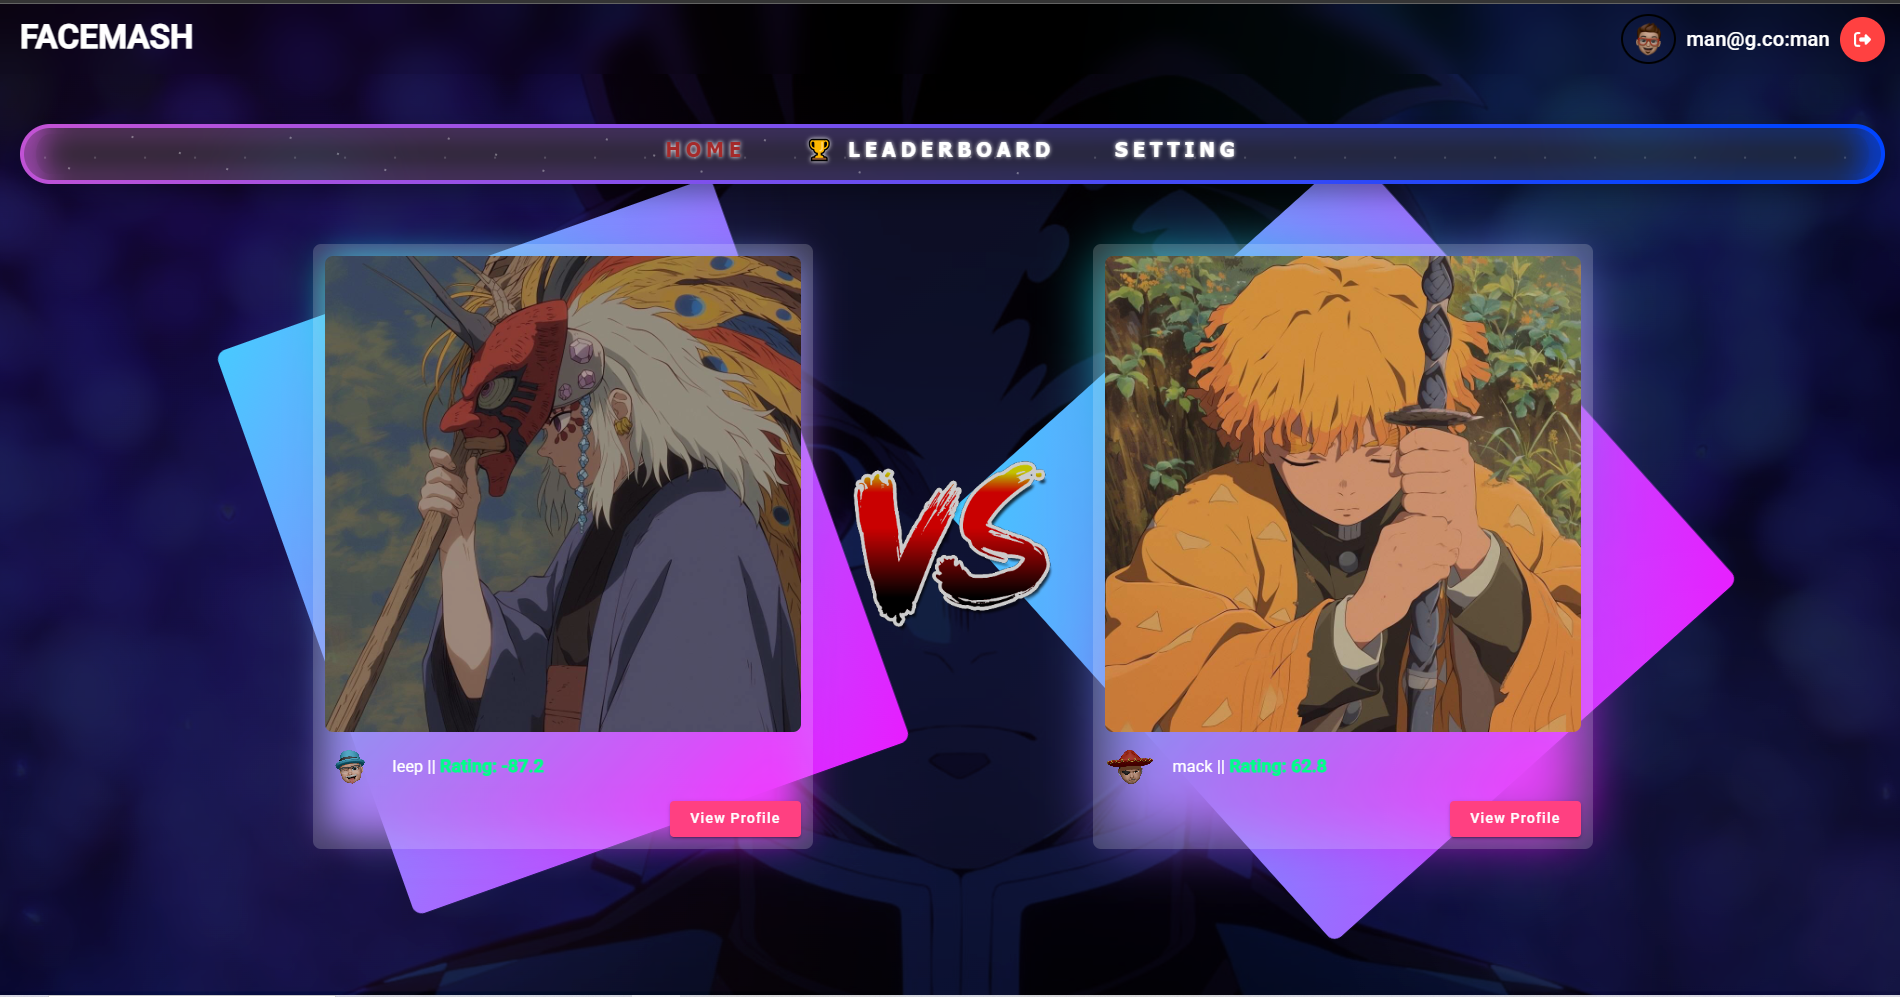 FACEMASH
man@g.co:man
HOME
LEADERBOARD
SETTING
VS
leep || Rating: -87.2
View Profile
mack || Rating: 62.8
View Profile